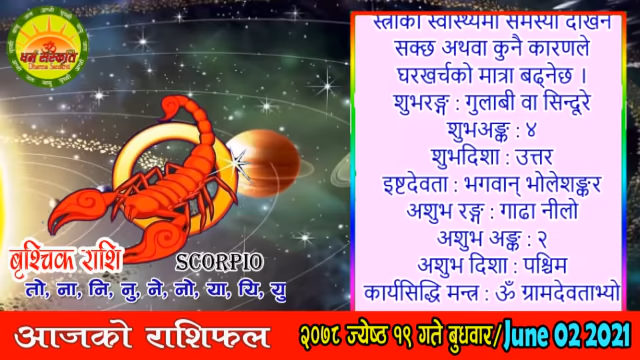 ॐ
धर्म संस्कृति
Dharma Sanskriti
स्त्रीको स्वास्थ्यमा समस्या देखिन
सक्छ अथवा कुनै कारणले
घरखर्चको मात्रा बढ्नेछ ।
शुभरङ्ग : गुलाबी वा सिन्दूरे
शुभअङ्क : ४
शुभदिशा : उत्तर
इष्टदेवता : भगवान् भोलेशङ्कर
अशुभ रङ्ग : गाढा नीलो
अशुभ अङ्क : २
अशुभ दिशा : पश्चिम
कार्यसिद्धि मन्त्र : ॐ ग्रामदेवताभ्यो
बृश्चिक राशि SCORPIO
तो, ना, नि, नु, ने, नो, या, यि, यु
आजको राशिफल २०७८ ज्येष्ठ १९ गते बुधवार/June 02 2021